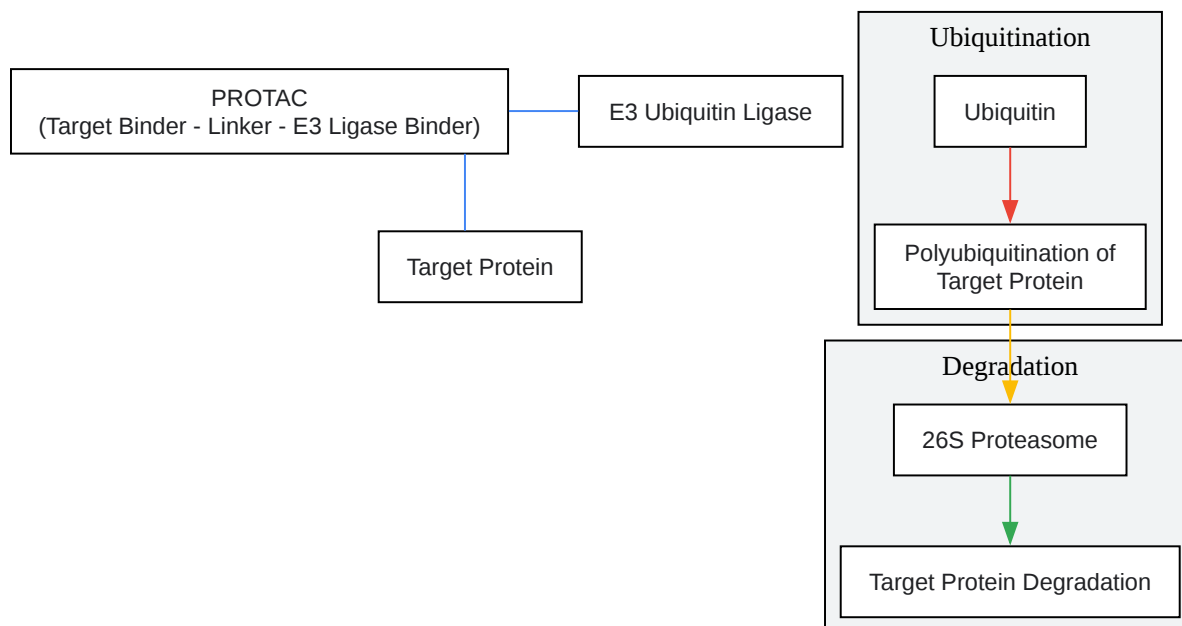 PROTAC
(Target Binder - Linker - E3 Ligase Binder)
E3 Ubiquitin Ligase
Target Protein
Ubiquitination
Ubiquitin
Polyubiquitination of
Target Protein
Degradation
26S Proteasome
Target Protein Degradation